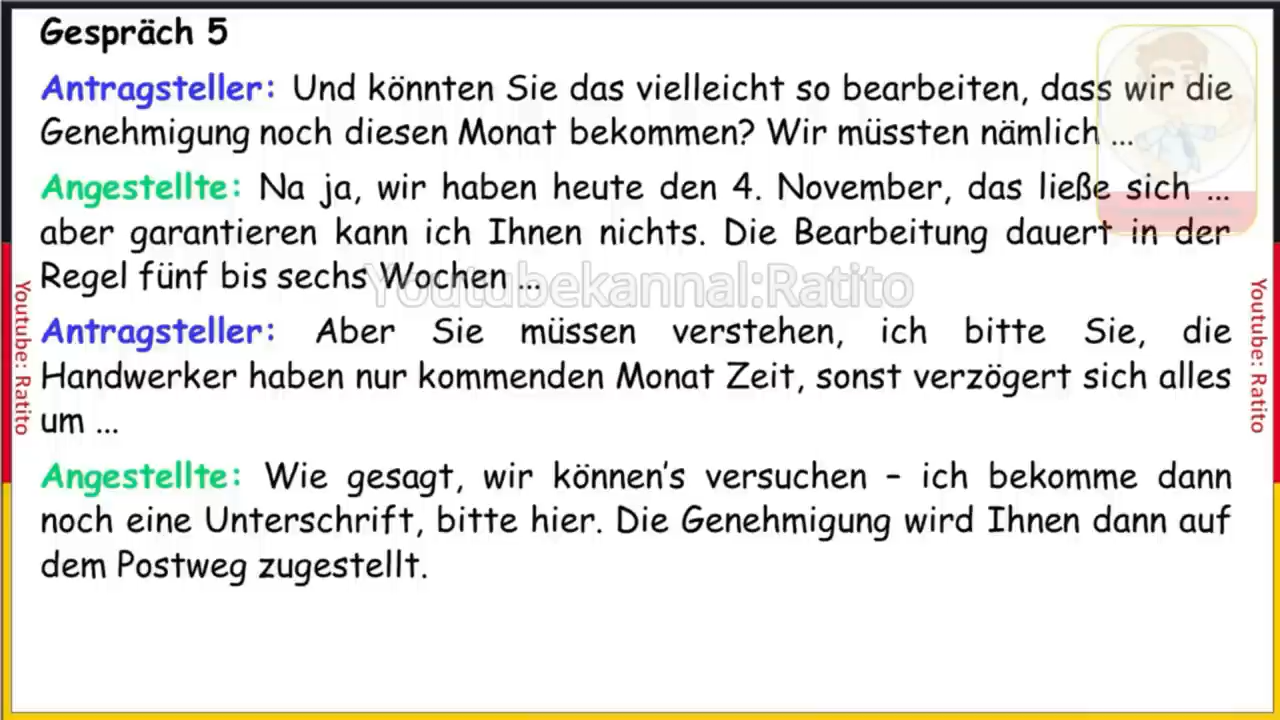 Gespräch 5
Antragsteller: Und könnten Sie das vielleicht so bearbeiten, dass wir die
Genehmigung noch diesen Monat bekommen? Wir müssten nämlich ...
Angestellte: Na ja, wir haben heute den 4. November, das ließe sich ...
aber garantieren kann ich Ihnen nichts. Die Bearbeitung dauert in der
Regel fünf bis sechs Wochen ...
Youtubekannal:Ratito
Antragsteller: Aber Sie müssen verstehen, ich bitte Sie, die
Handwerker haben nur kommenden Monat Zeit, sonst verzögert sich alles
um ...
Angestellte: Wie gesagt, wir können's versuchen – ich bekomme dann
noch eine Unterschrift, bitte hier. Die Genehmigung wird Ihnen dann auf
dem Postweg zugestellt.
Youtube: Ratito
Youtube: Ratito